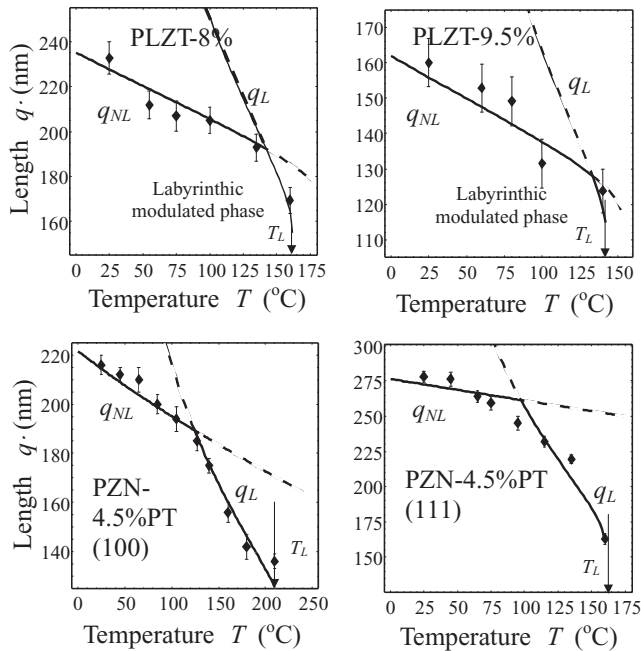 PLZT-8%
Length q· (nm)
240
220
200
180
160
q_NL
q_L
Labyrinthic
modulated phase
T_L
0 25 50 75 100 125 150 175
Temperature T (°C)
PLZT-9.5%
170
160
150
140
130
120
110
q_NL
q_L
Labyrinthic
modulated phase
T_L
0 25 50 75 100 125 150
Temperature T (°C)
Length q· (nm)
220
200
180
160
140
q_NL
q_L
PZN-
4.5%PT
(100)
T_L
0 50 100 150 200 250
Temperature T (°C)
300
275
250
225
200
175
150
q_NL
q_L
PZN-4.5%PT
(111)
T_L
0 25 50 75 100 125 150 175
Temperature T (°C)